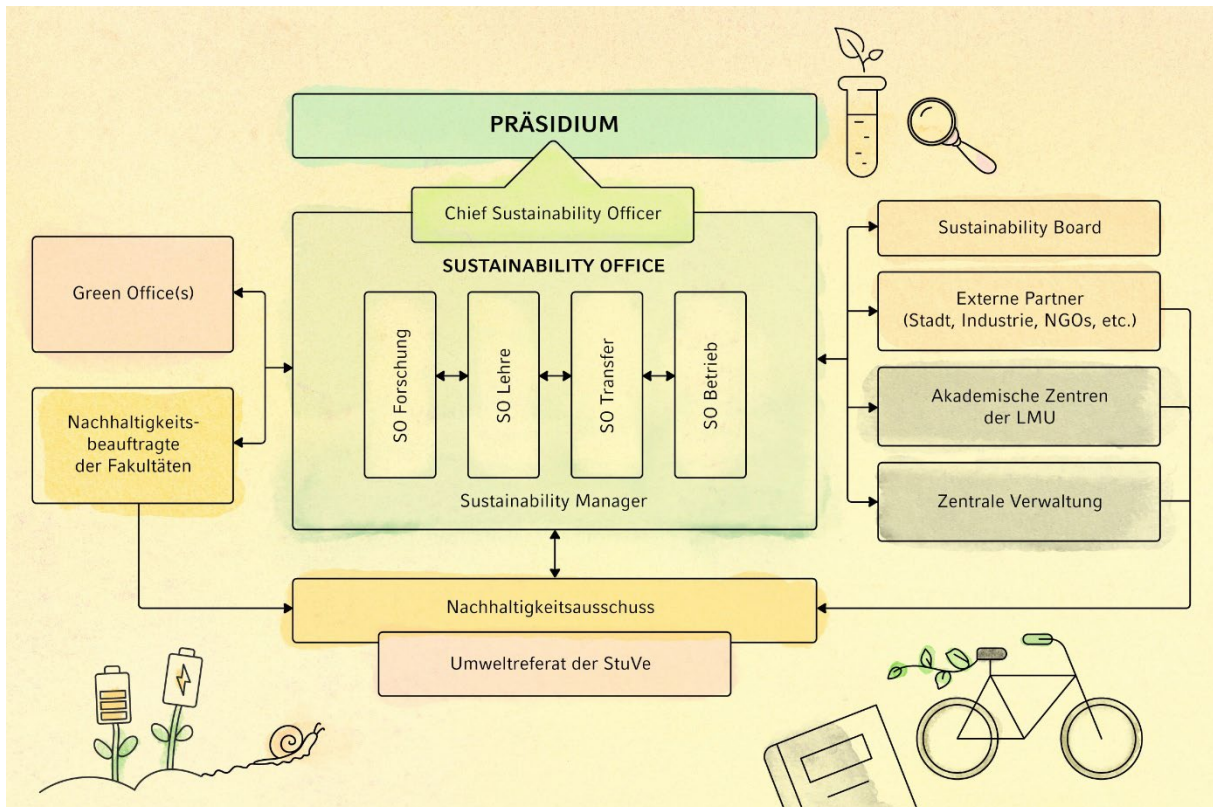 PRÄSIDIUM
Chief Sustainability Officer
SUSTAINABILITY OFFICE
Green Office(s)
Nachhaltigkeits-
beauftragte
der Fakultäten
SO Forschung
SO Lehre
SO Transfer
SO Betrieb
Sustainability Manager
Sustainability Board
Externe Partner
(Stadt, Industrie, NGOs, etc.)
Akademische Zentren
der LMU
Zentrale Verwaltung
Nachhaltigkeitsausschuss
Umweltreferat der StuVe